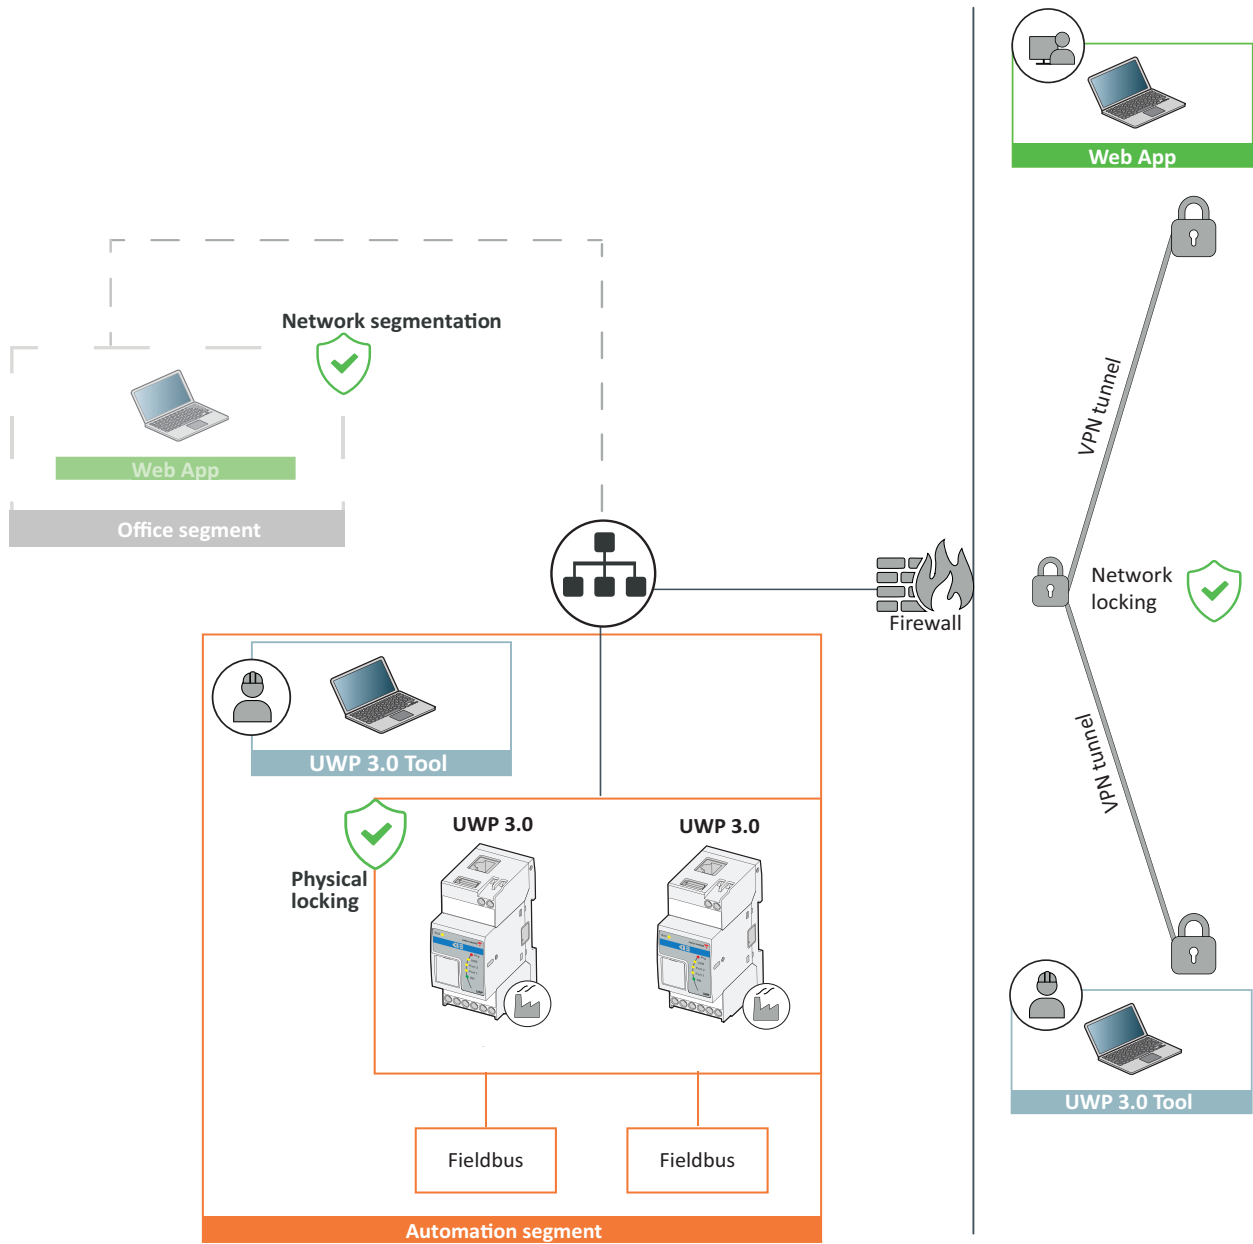 Web App
Network segmentation
Web App
Office segment
VPN tunnel
Network
locking
Firewall
UWP 3.0 Tool
VPN tunnel
UWP 3.0
UWP 3.0
Physical
locking
UWP 3.0 Tool
Fieldbus
Fieldbus
Automation segment